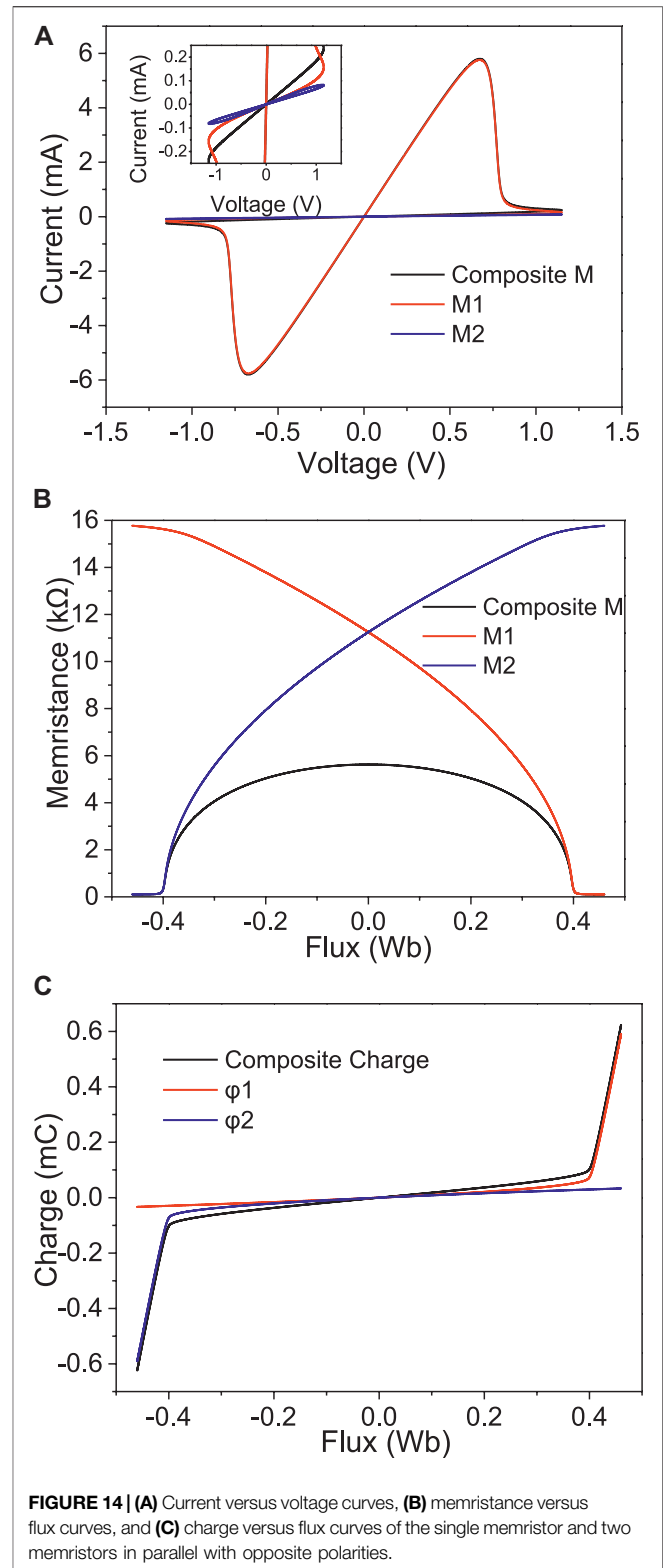 A
6
4
2
0
-2
-4
-6
Current (mA)
-1.5 -1.0 -0.5 0.0 0.5 1.0 1.5
Voltage (V)
0.2
0.1
0.0
-0.1
-0.2
Current (mA)
-1 0 1
Voltage (V)
Composite M
M1
M2
B
16
14
12
10
8
6
4
2
0
Memristance (kΩ)
Composite M
M1
M2
-0.4 -0.2 0.0 0.2 0.4
Flux (Wb)
C
0.6
0.4
0.2
0.0
-0.2
-0.4
-0.6
Charge (mC)
Composite Charge
φ1
φ2
-0.4 -0.2 0.0 0.2 0.4
Flux (Wb)
FIGURE 14 | (A) Current versus voltage curves, (B) memristance versus
flux curves, and (C) charge versus flux curves of the single memristor and two
memristors in parallel with opposite polarities.